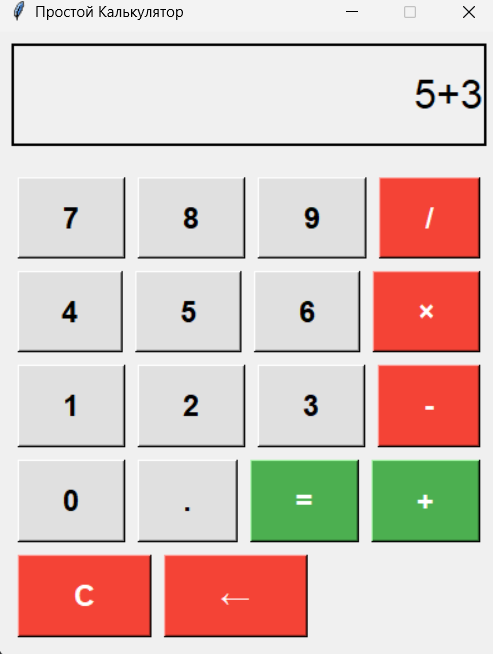 Простой Калькулятор
5+3
7 8 9 /
4 5 6 ×
1 2 3 -
0 . = +
C ←